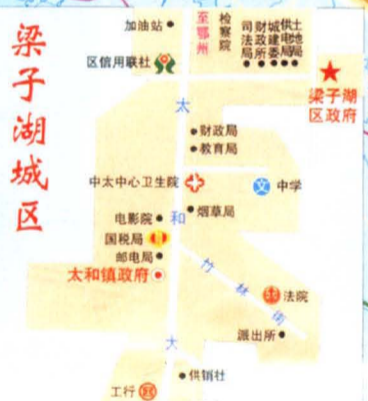 梁子湖城区
加油站
至鄂州
检察院
司法局
财政所
城建委
供电局
土地局
区信用联社
梁子湖
区政府
太
财政局
教育局
中太中心卫生院
中学
文
电影院
和
烟草局
国税局
邮电局
竹林街
太和镇政府
法院
派出所
大
供销社
工行